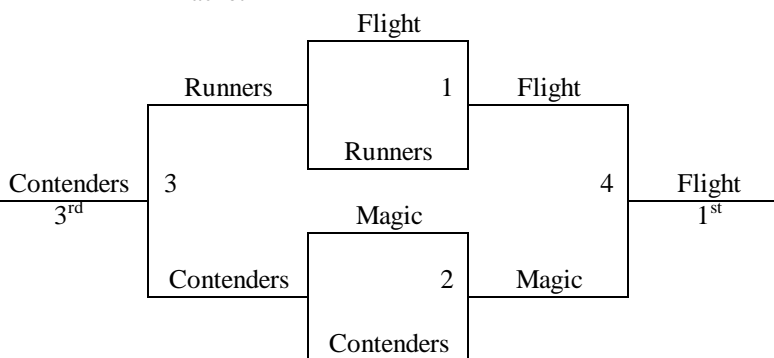 Flight
Runners 1 Flight
Runners
Contenders 3 4 Flight
3rd 1st
Magic
Contenders 2 Magic
Contenders